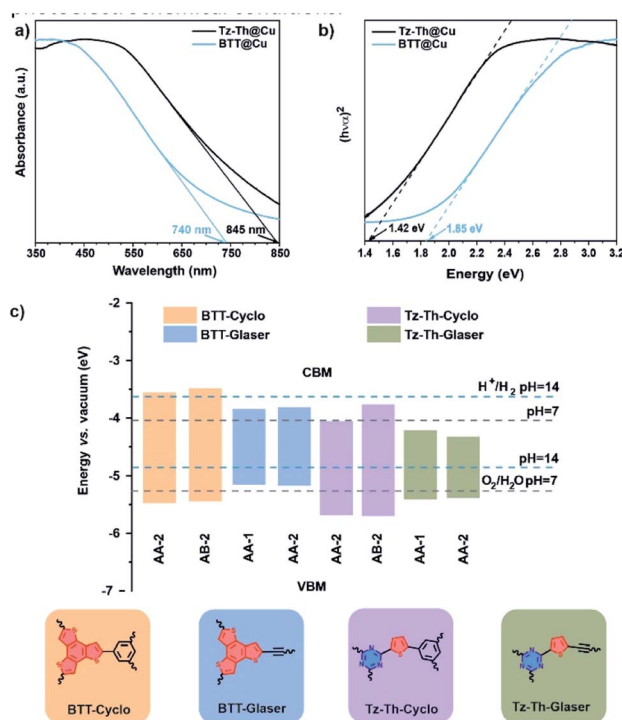 a)
Tz-Th@Cu
BTT@Cu
Absorbance (a.u.)
740 nm
845 nm
350 450 550 650 750 850
Wavelength (nm)
b)
Tz-Th@Cu
BTT@Cu
(hνα)²
1.42 eV
1.85 eV
1.4 1.6 1.8 2.0 2.2 2.4 2.6 2.8 3.0 3.2
Energy (eV)
c)
BTT-Cyclo
BTT-Glaser
Tz-Th-Cyclo
Tz-Th-Glaser
Energy vs. vacuum (eV)
-2
-3
-4
-5
-6
-7
CBM
H⁺/H₂ pH=14
pH=7
pH=14
O₂/H₂O pH=7
AA-2 AB-2 AA-1 AA-2 AA-2 AB-2 AA-1 AA-2
VBM
BTT-Cyclo
BTT-Glaser
Tz-Th-Cyclo
Tz-Th-Glaser